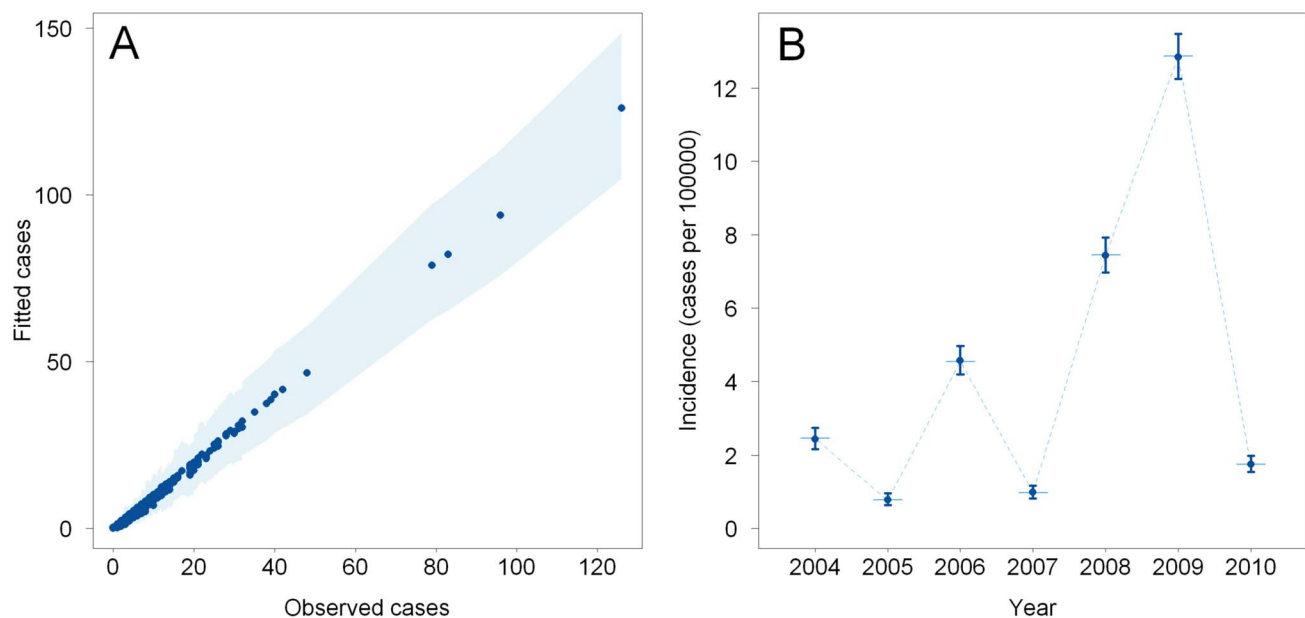 A
150
100
50
0
Fitted cases
0 20 40 60 80 100 120
Observed cases
B
12
10
8
6
4
2
0
Incidence (cases per 100000)
2004 2005 2006 2007 2008 2009 2010
Year